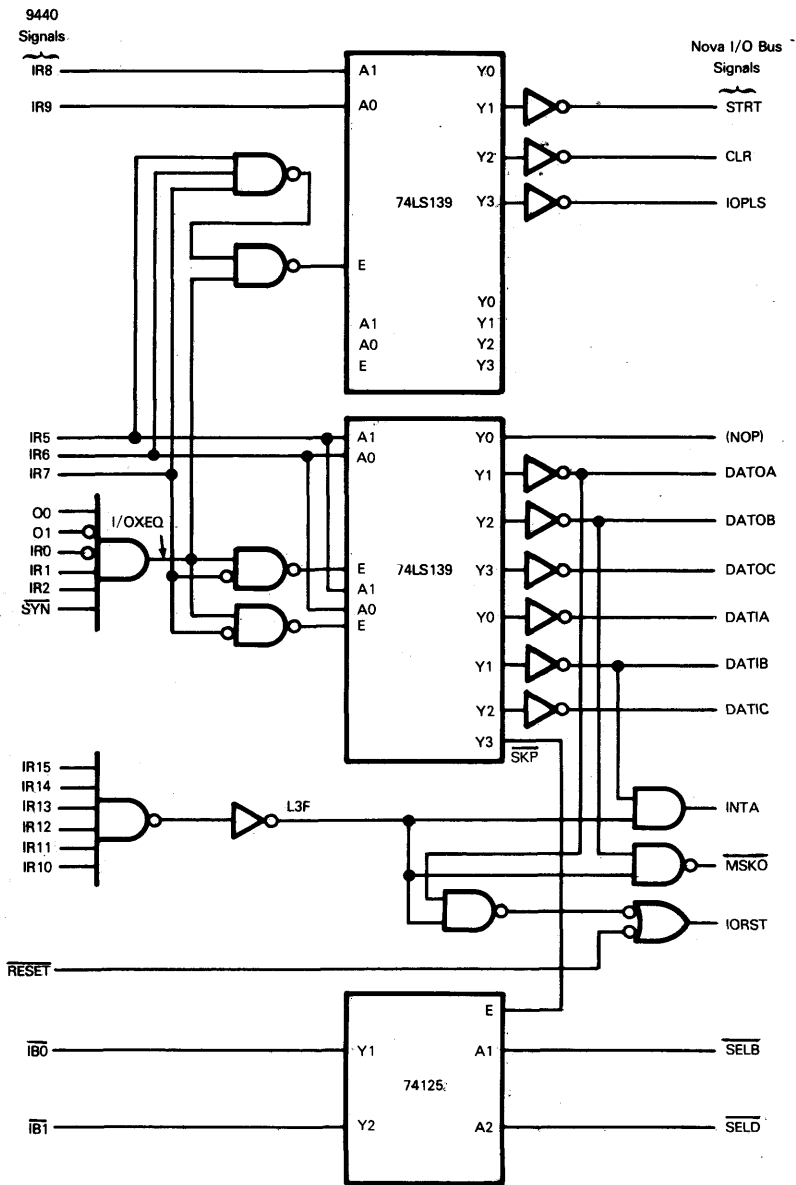 9440
Signals
Nova I/O Bus
Signals
IR8
A1
Y0
IR9
A0
Y1
STRT
Y2
CLR
74LS139
Y3
IOPLS
E
Y0
A1
Y1
A0
Y2
E
Y3
IR5
A1
Y0
(NOP)
IR6
A0
IR7
Y1
DATOA
O0
I/OXEQ
O1
Y2
DATOB
IR0
IR1
E
74LS139
Y3
DATOC
IR2
A1
SYN
A0
Y0
DATIA
E
Y1
DATIB
Y2
DATIC
Y3
SKP
IR15
IR14
IR13
L3F
INTA
IR12
IR11
IR10
MSKO
IORST
RESET
E
IB0
Y1
A1
SELB
74125
IB1
Y2
A2
SELD